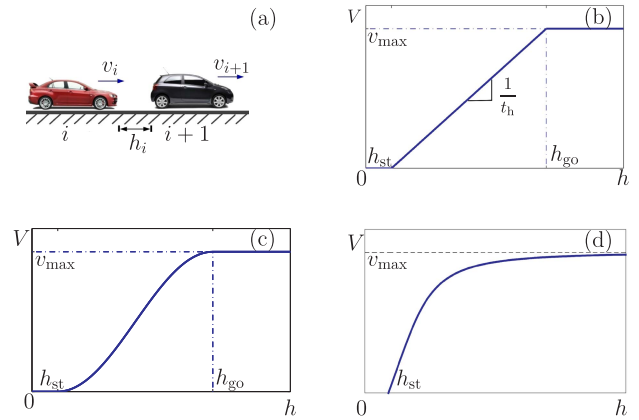 (a)
v_i
v_{i+1}
i
h_i
i + 1
(b)
V
v_max
1/t_h
h_st
h_go
0
h
(c)
V
v_max
h_st
h_go
0
h
(d)
V
v_max
h_st
0
h